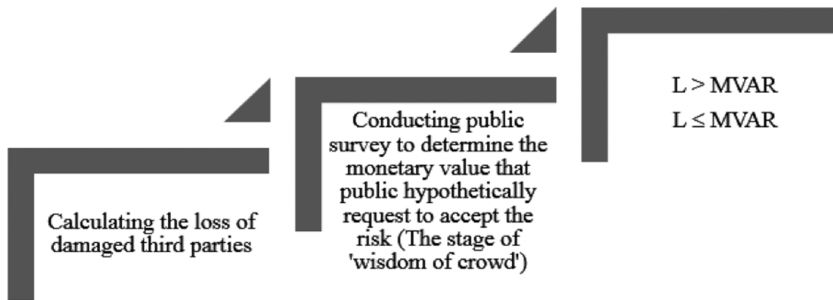 Calculating the loss of
damaged third parties
Conducting public
survey to determine the
monetary value that
public hypothetically
request to accept the
risk (The stage of
'wisdom of crowd')
L > MVAR
L ≤ MVAR